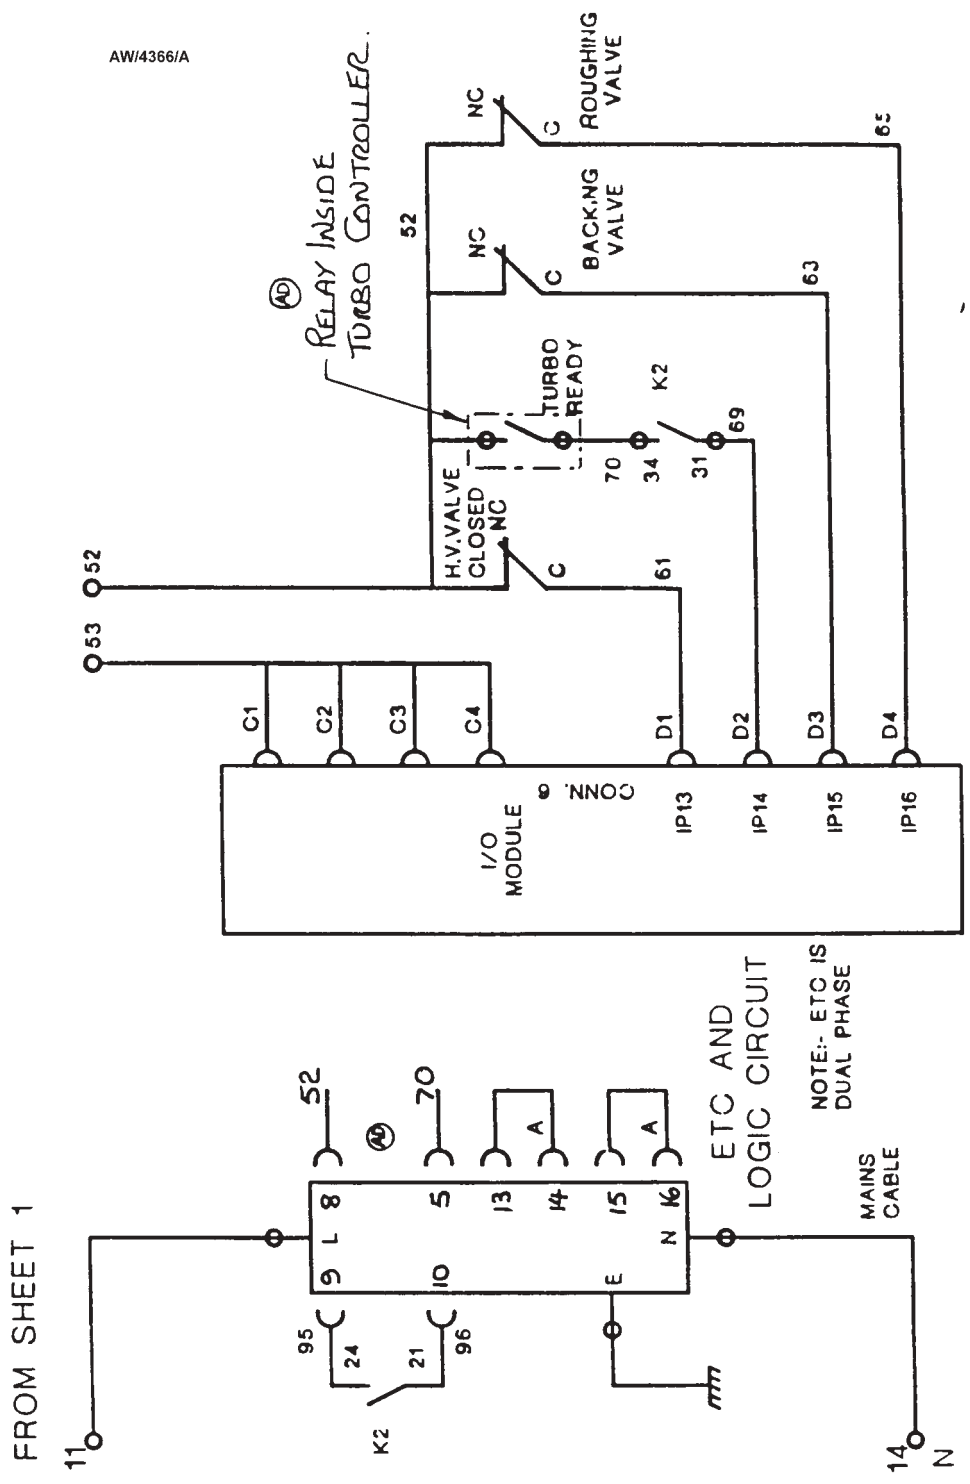 AW/4366/A
FROM SHEET 1
11
14
N
95
24
K2
21
96
9
L
8
10
5
13
14
15
E
N
16
52
AD
70
A
A
ETC AND
LOGIC CIRCUIT
NOTE:- ETC IS
DUAL PHASE
MAINS
CABLE
I/O
MODULE
CONN. 6
IP13
IP14
IP15
IP16
C1
C2
C3
C4
D1
D2
D3
D4
53
52
H.V.VALVE
CLOSED
NC
C
61
AD
RELAY INSIDE
TURBO CONTROLLER.
TURBO
READY
70
34
K2
31
69
52
NC
C
BACK.NG
VALVE
63
NC
C
ROUGHING
VALVE
65